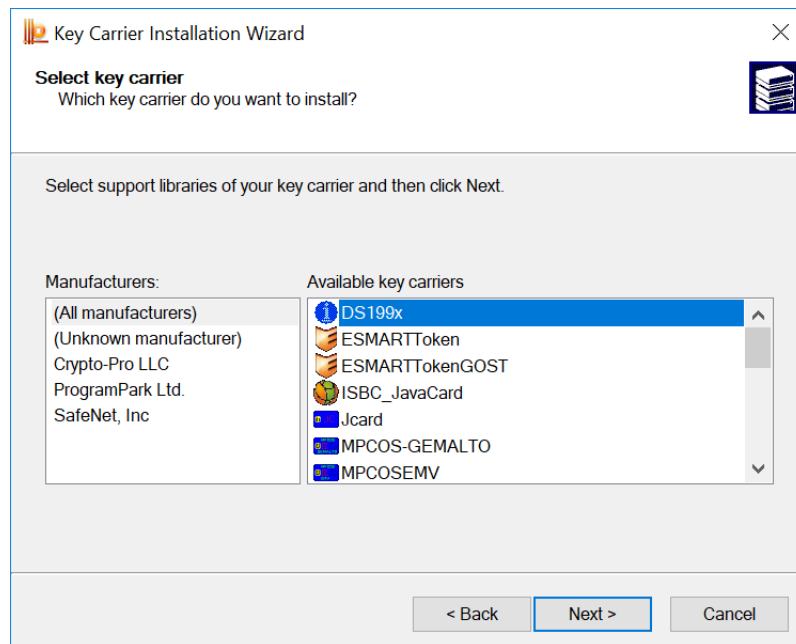 Key Carrier Installation Wizard
Select key carrier
Which key carrier do you want to install?
Select support libraries of your key carrier and then click Next.
Manufacturers:
(All manufacturers)
(Unknown manufacturer)
Crypto-Pro LLC
ProgramPark Ltd.
SafeNet, Inc
Available key carriers
DS199x
ESMARTToken
ESMARTTokenGOST
ISBC_JavaCard
Jcard
MPCOS-GEMALTO
MPCOSEMV
< Back
Next >
Cancel